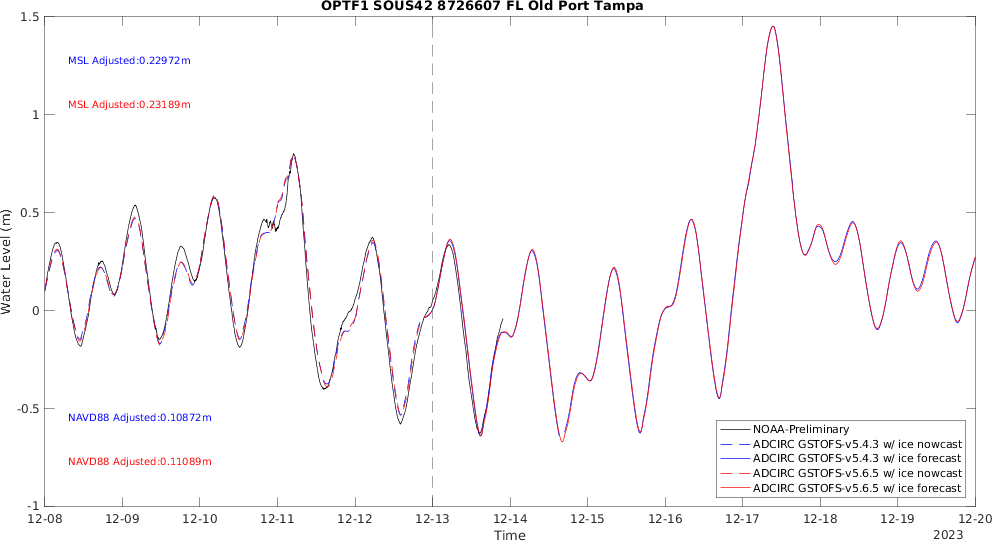 OPTF1 SOUS42 8726607 FL Old Port Tampa
1.5
1
0.5
0
-0.5
-1
Water Level (m)
MSL Adjusted:0.22972m
MSL Adjusted:0.23189m
NAVD88 Adjusted:0.10872m
NAVD88 Adjusted:0.11089m
NOAA-Preliminary
ADCIRC GSTOFS-v5.4.3 w/ ice nowcast
ADCIRC GSTOFS-v5.4.3 w/ ice forecast
ADCIRC GSTOFS-v5.6.5 w/ ice nowcast
ADCIRC GSTOFS-v5.6.5 w/ ice forecast
12-08 12-09 12-10 12-11 12-12 12-13 12-14 12-15 12-16 12-17 12-18 12-19 12-20
Time
2023